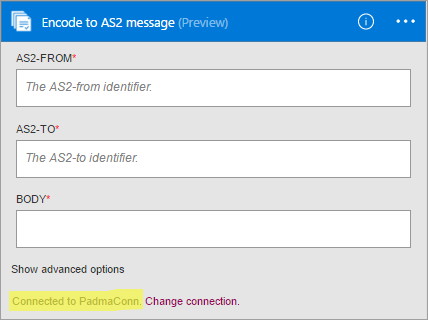 Encode to AS2 message (Preview)
AS2-FROM*
The AS2-from identifier.
AS2-TO*
The AS2-to identifier.
BODY*
Show advanced options
Connected to PadmaConn. Change connection.